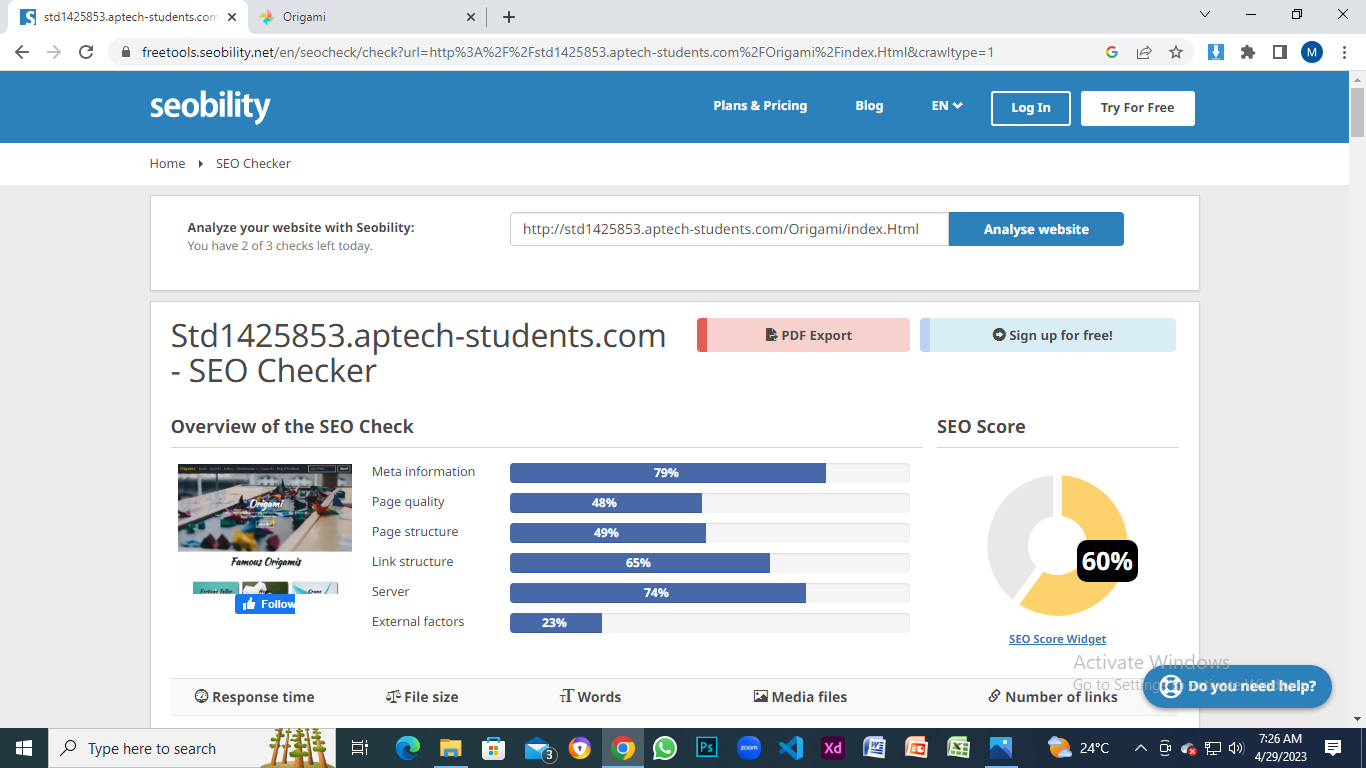 std1425853.aptech-students.com
Origami
freetools.seobility.net/en/seocheck/check?url=http%3A%2F%2Fstd1425853.aptech-students.com%2FOrigami%2Findex.Html&crawltype=1
M
seobility
Plans & Pricing
Blog
EN
Log In
Try For Free
Home
SEO Checker
Analyze your website with Seobility:
You have 2 of 3 checks left today.
http://std1425853.aptech-students.com/Origami/index.Html
Analyse website
Std1425853.aptech-students.com
- SEO Checker
PDF Export
Sign up for free!
Overview of the SEO Check
SEO Score
Origami
Famous Origamis
Follow
Meta information 79%
Page quality 48%
Page structure 49%
Link structure 65%
Server 74%
External factors 23%
60%
SEO Score Widget
Activate Windows
Do you need help?
Response time
File size
Words
Media files
Number of links
Type here to search
3
Ps
zoom
Xd
24°C
7:26 AM
4/29/2023